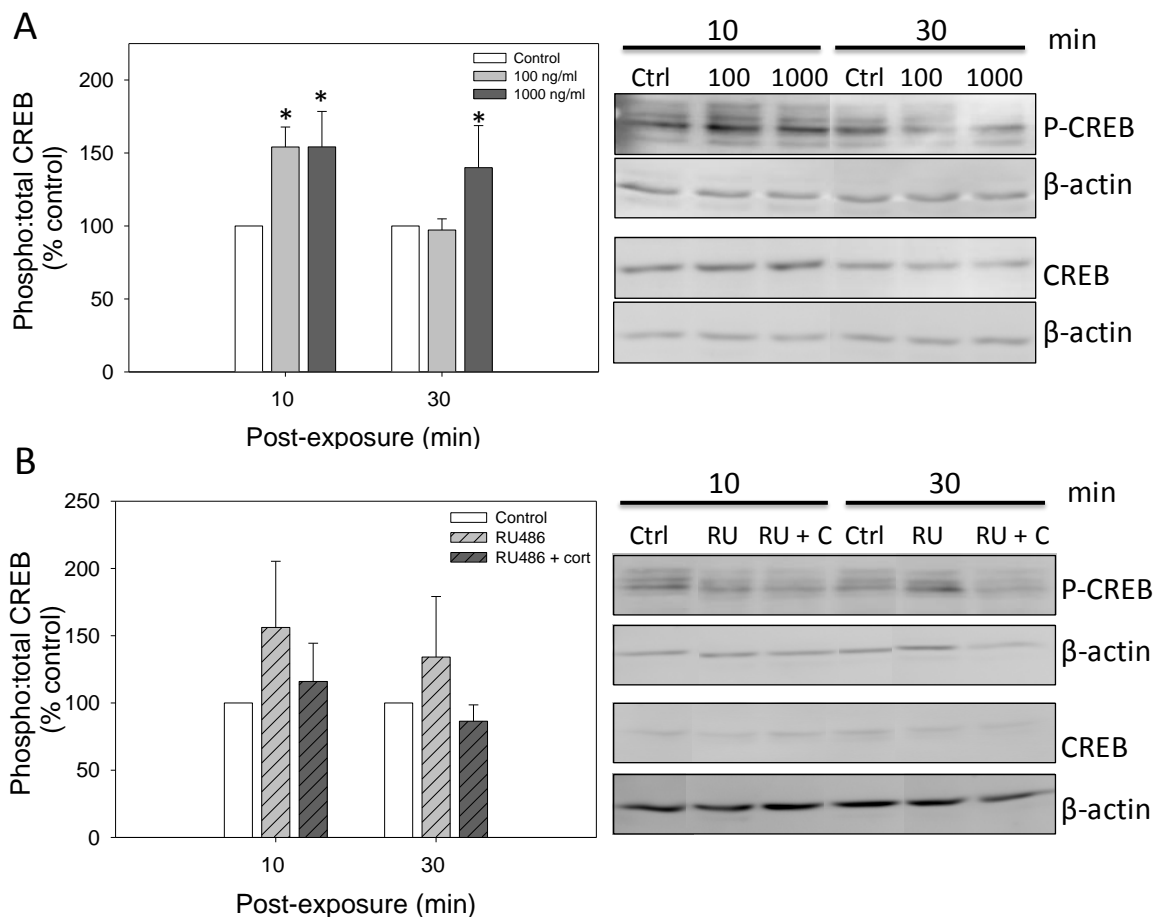 A
Phospho:total CREB
(% control)
200
150
100
50
0
Control
100 ng/ml
1000 ng/ml
* * *
10 30
Post-exposure (min)
10 30 min
Ctrl 100 1000 Ctrl 100 1000
P-CREB
β-actin
CREB
β-actin
B
Phospho:total CREB
(% control)
250
200
150
100
50
0
Control
RU486
RU486 + cort
10 30
Post-exposure (min)
10 30 min
Ctrl RU RU + C Ctrl RU RU + C
P-CREB
β-actin
CREB
β-actin